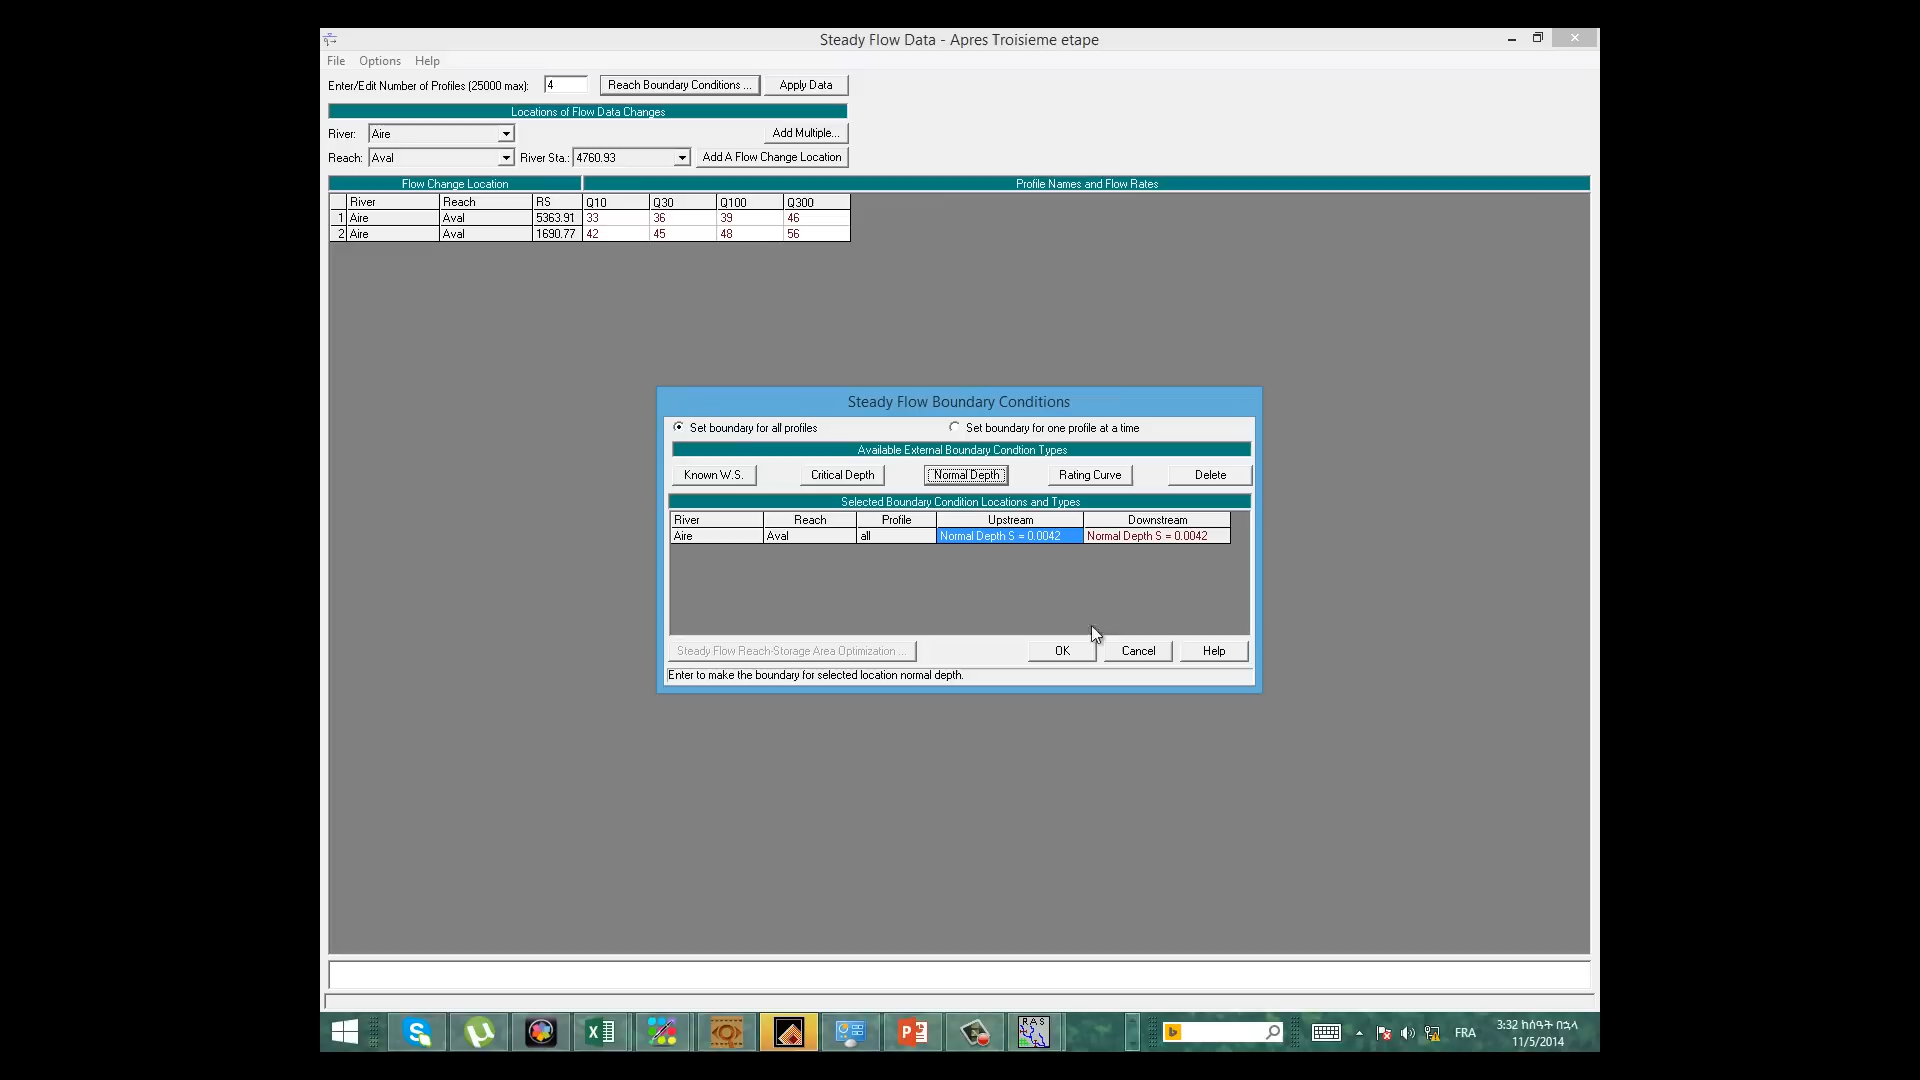 Steady Flow Data - Apres Troisieme etape
File Options Help
Enter/Edit Number of Profiles (25000 max): 4 Reach Boundary Conditions ... Apply Data
Locations of Flow Data Changes
River: Aire Add Multiple...
Reach: Aval River Sta.: 4760.93 Add A Flow Change Location
Flow Change Location Profile Names and Flow Rates
River Reach RS Q10 Q30 Q100 Q300
1 Aire Aval 5363.91 33 36 39 46
2 Aire Aval 1690.77 42 45 48 56
Steady Flow Boundary Conditions
Set boundary for all profiles Set boundary for one profile at a time
Available External Boundary Condtion Types
Known W.S. Critical Depth Normal Depth Rating Curve Delete
Selected Boundary Condition Locations and Types
River Reach Profile Upstream Downstream
Aire Aval all Normal Depth S = 0.0042 Normal Depth S = 0.0042
Steady Flow Reach-Storage Area Optimization ... OK Cancel Help
Enter to make the boundary for selected location normal depth.
RAS
FRA
3:32 ከሰዓት በኋላ
11/5/2014